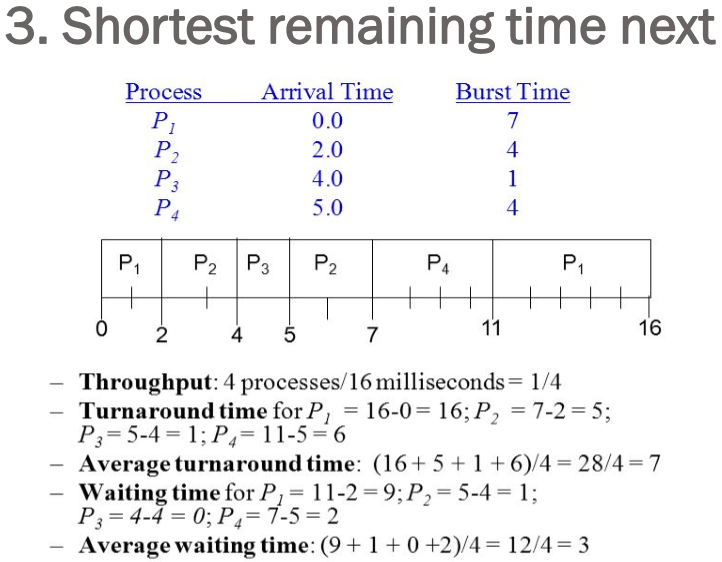 3. Shortest remaining time next
Process Arrival Time Burst Time
P1 0.0 7
P2 2.0 4
P3 4.0 1
P4 5.0 4
P1 P2 P3 P2 P4 P1
0 2 4 5 7 11 16
– Throughput: 4 processes/16 milliseconds = 1/4
– Turnaround time for P1 = 16-0 = 16; P2 = 7-2 = 5;
P3 = 5-4 = 1; P4 = 11-5 = 6
– Average turnaround time: (16 + 5 + 1 + 6)/4 = 28/4 = 7
– Waiting time for P1 = 11-2 = 9; P2 = 5-4 = 1;
P3 = 4-4 = 0; P4 = 7-5 = 2
– Average waiting time: (9 + 1 + 0 +2)/4 = 12/4 = 3